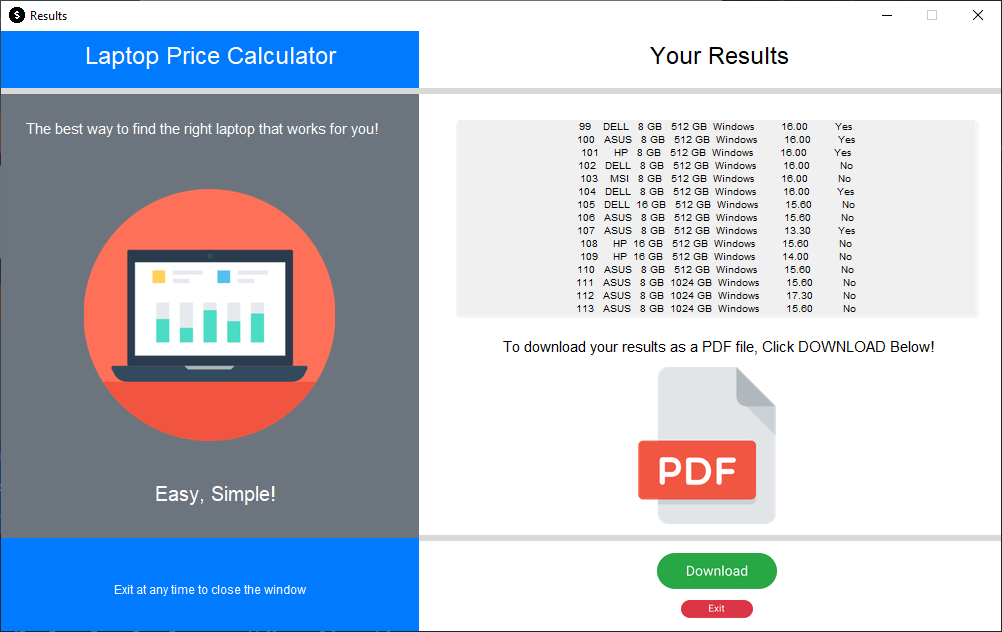 Results
Laptop Price Calculator
The best way to find the right laptop that works for you!
Easy, Simple!
Exit at any time to close the window
Your Results
99 DELL 8 GB 512 GB Windows 16.00 Yes
100 ASUS 8 GB 512 GB Windows 16.00 Yes
101 HP 8 GB 512 GB Windows 16.00 Yes
102 DELL 8 GB 512 GB Windows 16.00 No
103 MSI 8 GB 512 GB Windows 16.00 No
104 DELL 8 GB 512 GB Windows 16.00 Yes
105 DELL 16 GB 512 GB Windows 15.60 No
106 ASUS 8 GB 512 GB Windows 15.60 No
107 ASUS 8 GB 512 GB Windows 13.30 Yes
108 HP 16 GB 512 GB Windows 15.60 No
109 HP 16 GB 512 GB Windows 14.00 No
110 ASUS 8 GB 512 GB Windows 15.60 No
111 ASUS 8 GB 1024 GB Windows 15.60 No
112 ASUS 8 GB 1024 GB Windows 17.30 No
113 ASUS 8 GB 1024 GB Windows 15.60 No
To download your results as a PDF file, Click DOWNLOAD Below!
PDF
Download
Exit